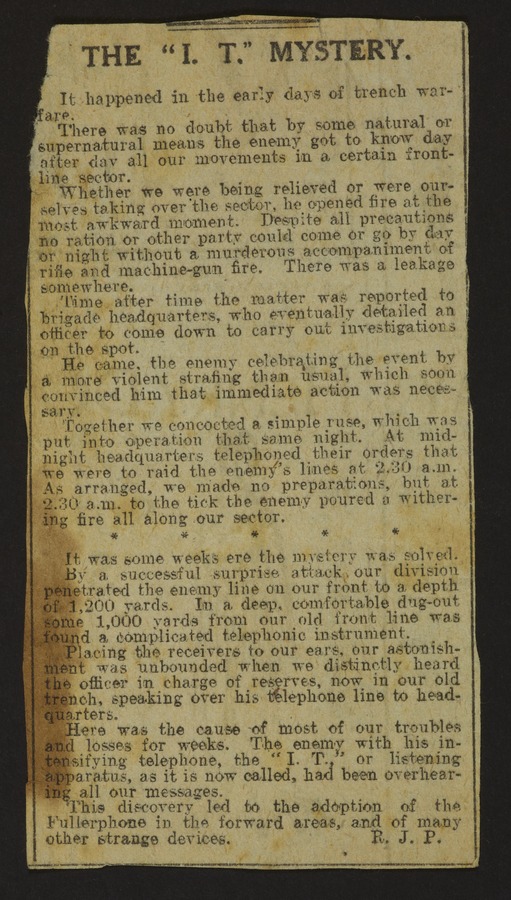 THE "I. T." MYSTERY.
It happened in the early days of trench war-
fare.
There was no doubt that by some natural or
supernatural means the enemy got to know day
after day all our movements in a certain front-
line sector.
Whether we were being relieved or were our-
selves taking over the sector, he opened fire at the
most awkward moment. Despite all precautions
no ration or other party could come or go by day
or night without a murderous accompaniment of
rifle and machine-gun fire. There was a leakage
somewhere.
Time after time the matter was reported to
brigade headquarters, who eventually detailed an
officer to come down to carry out investigations
on the spot.
He came, the enemy celebrating the event by
a more violent strafing than usual, which soon
convinced him that immediate action was neces-
sary.
Together we concocted a simple ruse, which was
put into operation that same night. At mid-
night headquarters telephoned their orders that
we were to raid the enemy's lines at 2.30 a.m.
As arranged, we made no preparations, but at
2.30 a.m. to the tick the enemy poured a wither-
ing fire all along our sector.
* * * * *
It was some weeks ere the mystery was solved.
By a successful surprise attack our division
penetrated the enemy line on our front to a depth
of 1,200 yards. In a deep, comfortable dug-out
some 1,000 yards from our old front line was
found a complicated telephonic instrument.
Placing the receivers to our ears, our astonish-
ment was unbounded when we distinctly heard
the officer in charge of reserves, now in our old
trench, speaking over his telephone line to head-
quarters.
Here was the cause of most of our troubles
and losses for weeks. The enemy with his in-
tensifying telephone, the "I. T.," or listening
apparatus, as it is now called, had been overhear-
ing all our messages.
This discovery led to the adoption of the
Fullerphone in the forward areas, and of many
other strange devices. R. J. P.